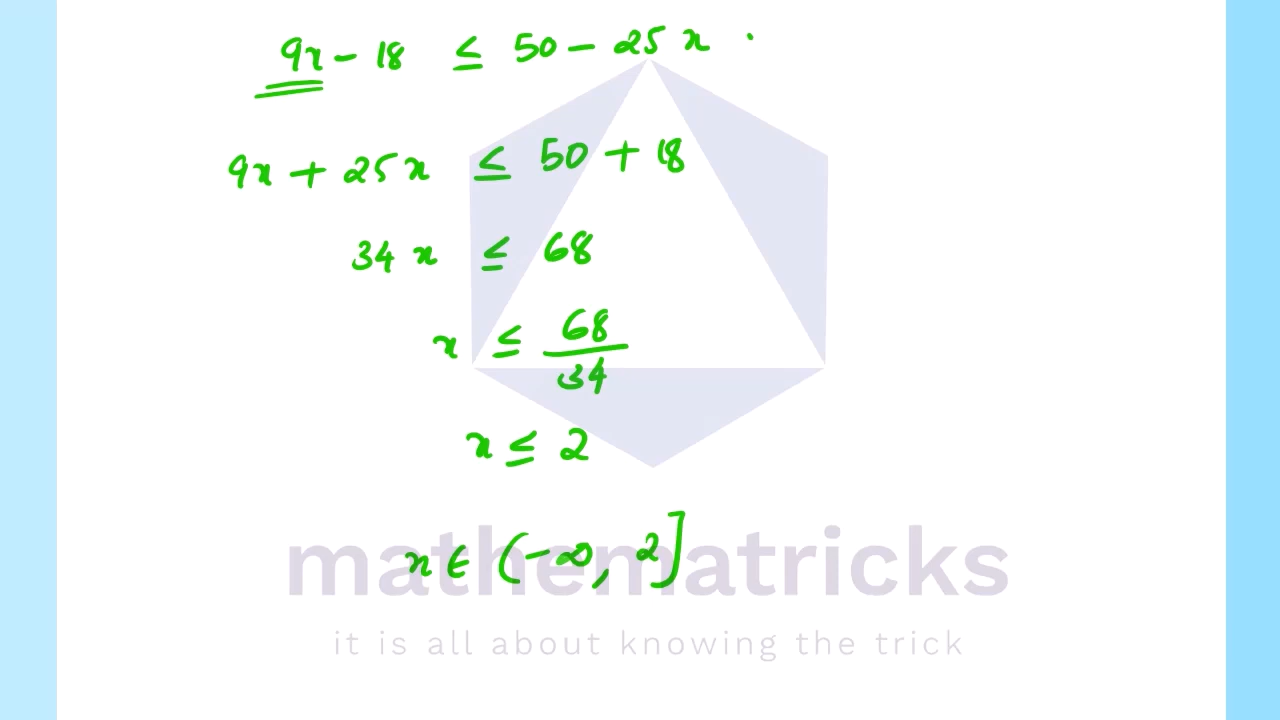 9x - 18 ≤ 50 - 25x .
9x + 25x ≤ 50 + 18
34x ≤ 68
x ≤ 68/34
x ≤ 2
x ∈ (-∞, 2]
mathematricks
it is all about knowing the trick